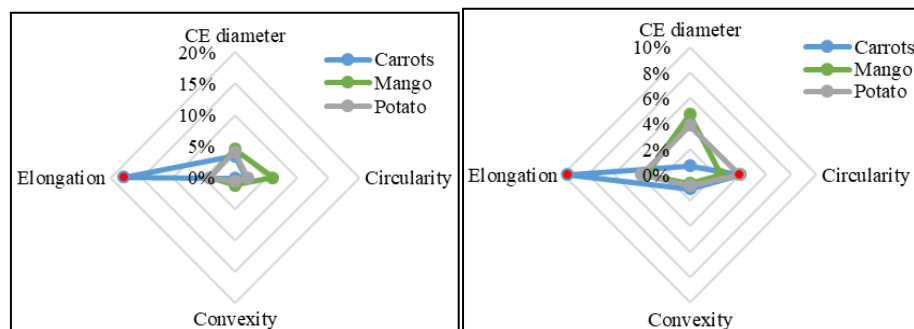 CE diameter
20%
15%
10%
5%
0%
Carrots
Mango
Potato
Elongation
Circularity
Convexity
CE diameter
10%
8%
6%
4%
2%
0%
Carrots
Mango
Potato
Elongation
Circularity
Convexity